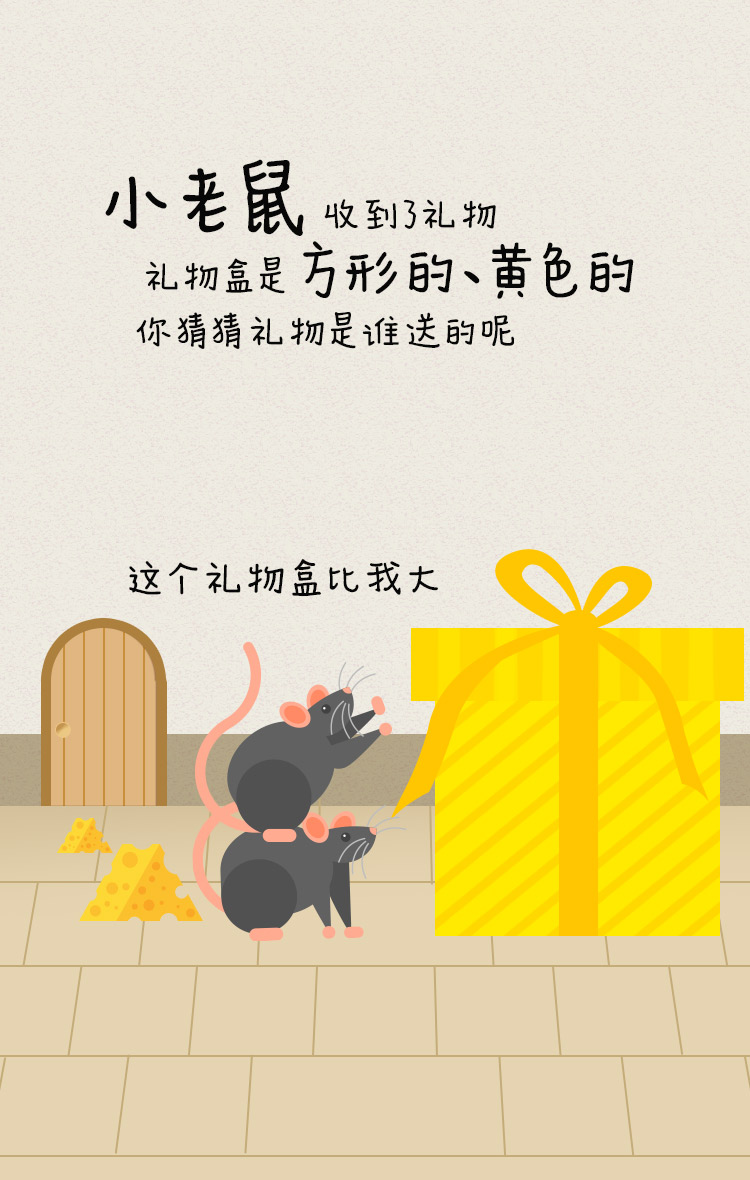 小老鼠收到了礼物
礼物盒是方形的、黄色的
你猜猜礼物是谁送的呢
这个礼物盒比我大